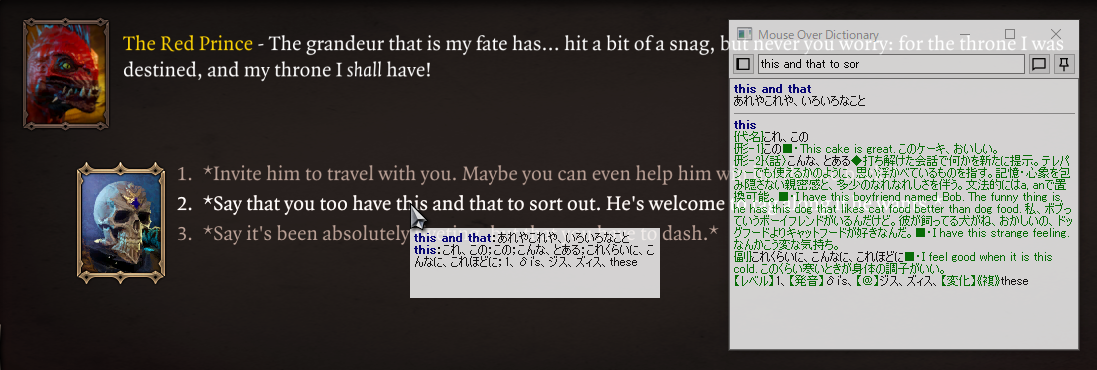 The Red Prince - The grandeur that is my fate has... hit a bit of a snag, but never you worry: for the throne I was
destined, and my throne I shall have!
1. *Invite him to travel with you. Maybe you can even help him w
2. *Say that you too have this and that to sort out. He's welcome
3. *Say it's been absolutely to dash.*
this and that:あれやこれや、いろいろなこと
this:これ、この;この;こんな、とある;これくらいに、こ
んなに、これほどに;1、δi's、ジス、ズィス、these
Mouse Over Dictionary
this and that to sor
this and that
あれやこれや、いろいろなこと
this
{代名}これ、この
{形-1}この■・This cake is great.このケーキ、おいしい。
{形-2}{話}こんな、とある◆打ち解けた会話で何かを新たに提示。テレパ
シーでも使えるかのように、思い浮かべているものを指す。記憶・心象を包
み隠さない親密感と、多少のなれなれしさを伴う。文法的にはa, anで置
換可能。■・I have this boyfriend named Bob. The funny thing is,
he has this dog that likes cat food better than dog food. 私、ボブっ
ていうボーイフレンドがいるんだけど。彼が飼ってる犬がね、おかしいの、ドッ
グフードよりキャットフードが好きなんだ。■・I have this strange feeling.
なんかこう変な気持ち。
{副}これくらいに、こんなに、これほどに■・I feel good when it is this
cold.このくらい寒いときが身体の調子がいい。
【レベル】1、【発音】δi's、【@】ジス、ズィス、【変化】《複》these